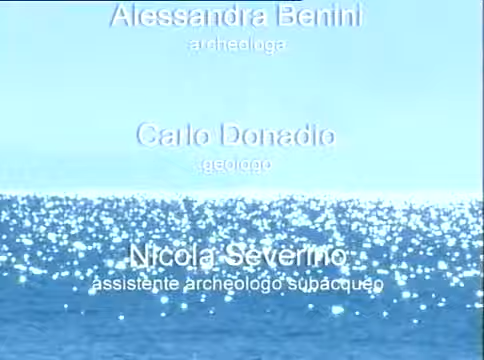 Alessandra Benini
archeologa
Carlo Donadio
geologo
Nicola Severino
assistente archeologo subacqueo